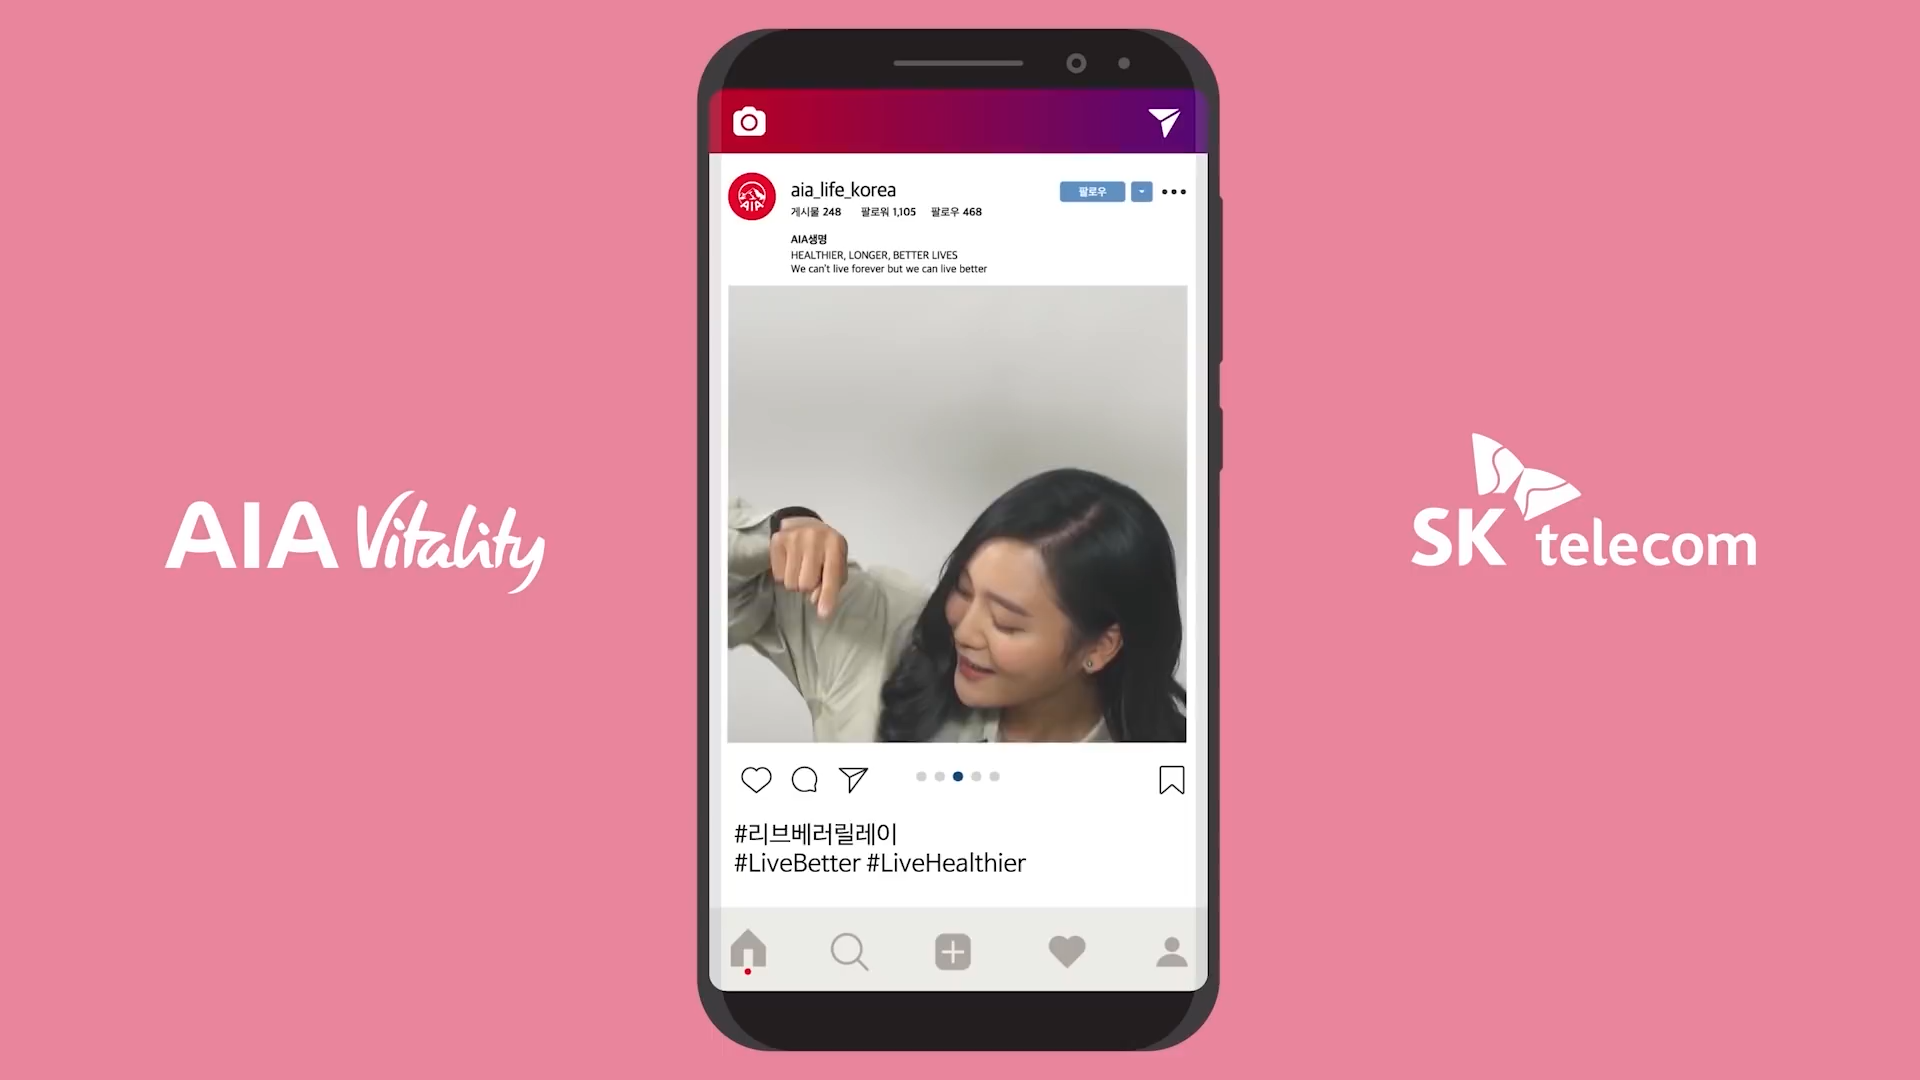 AIA Vitality
aia_life_korea
팔로우
게시물 248 팔로워 1,105 팔로우 468
AIA생명
HEALTHIER, LONGER, BETTER LIVES
We can't live forever but we can live better
#리브베러릴레이
#LiveBetter #LiveHealthier
SK telecom
AIA